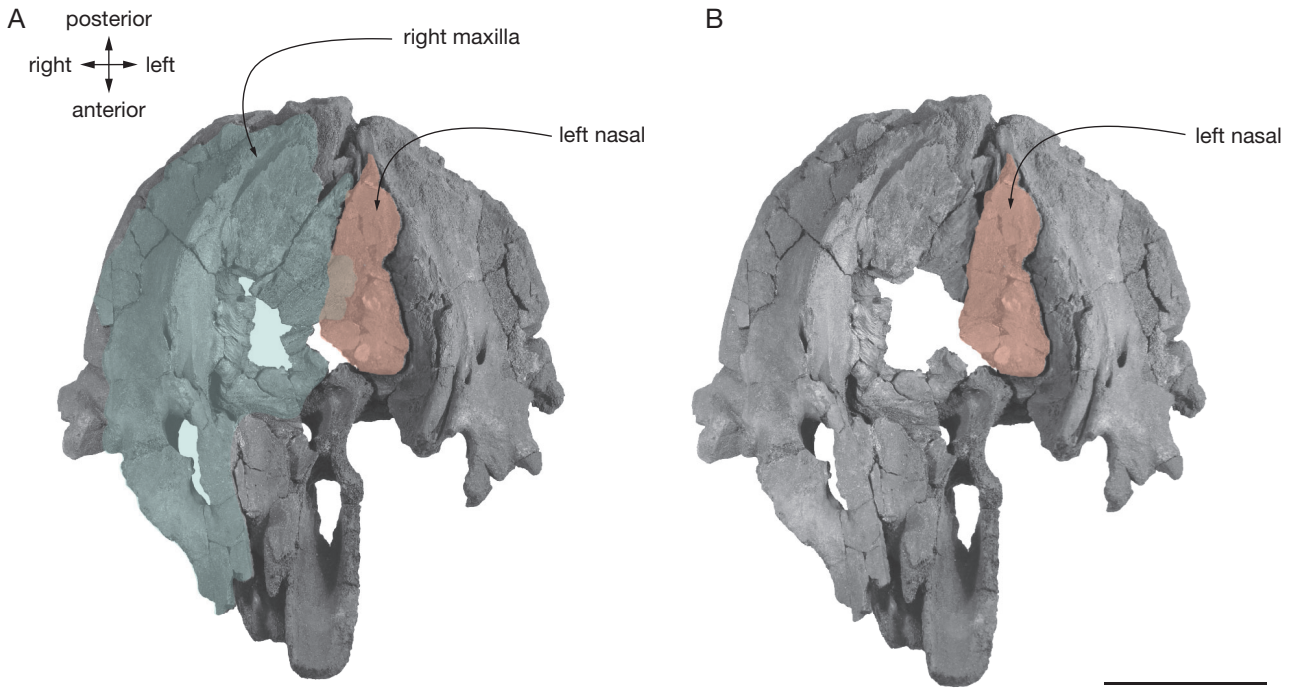 A
posterior
right
left
anterior
right maxilla
left nasal
B
left nasal